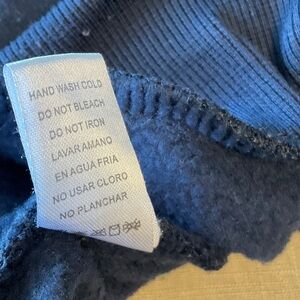 HAND WASH COLD
DO NOT BLEACH
DO NOT IRON
LAVAR AMANO
EN AGUA FRIA
NO USAR CLORO
NO PLANCHAR